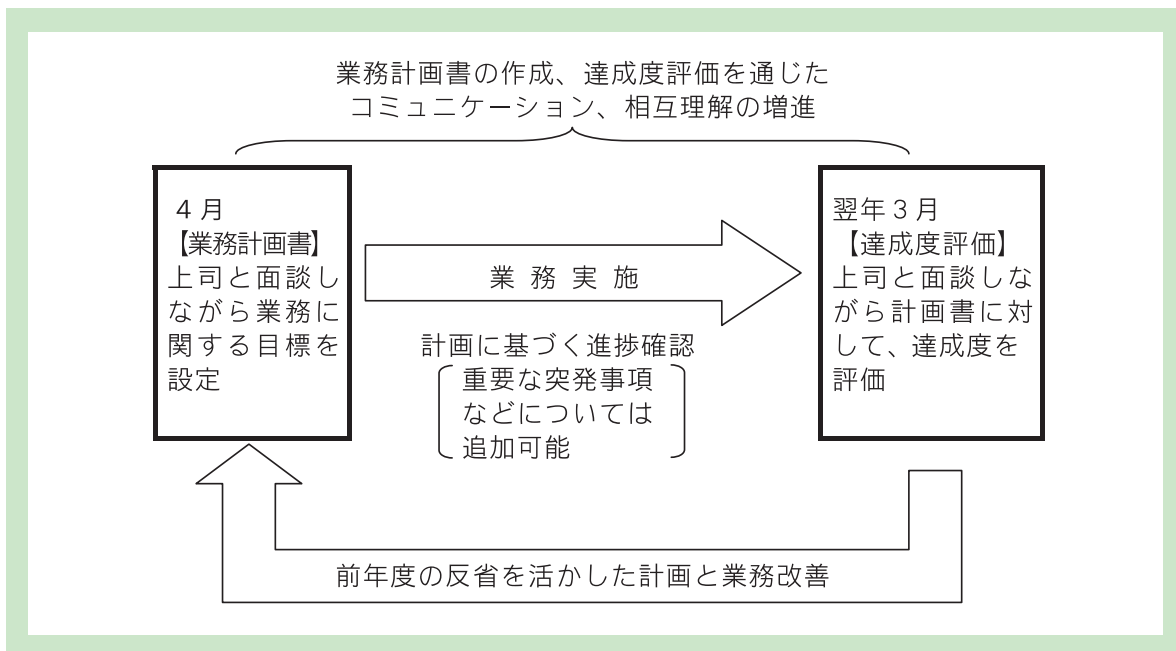 業務計画書の作成、達成度評価を通じた
コミュニケーション、相互理解の増進
４月
【業務計画書】
上司と面談し
ながら業務に
関する目標を
設定
業務実施
計画に基づく進捗確認
重要な突発事項
などについては
追加可能
翌年３月
【達成度評価】
上司と面談しな
がら計画書に対
して、達成度を
評価
前年度の反省を活かした計画と業務改善